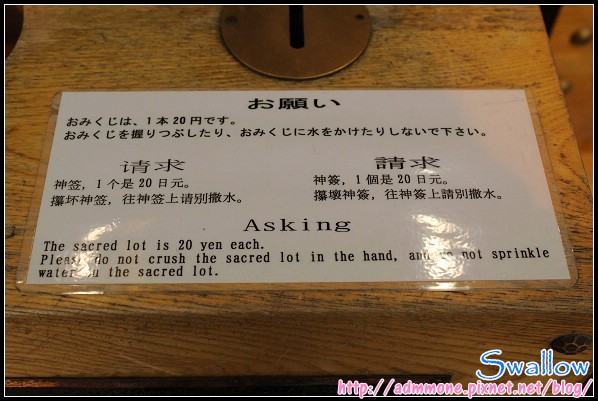 お願い
おみくじは、1本20円です。
おみくじを握りつぶしたり、おみくじに水をかけたりしないで下さい。
请求
神签，1个是20日元。
攥坏神签，往神签上请别撒水。
請求
神簽，1個是20日元。
攥壞神簽，往神簽上請別撒水。
Asking
The sacred lot is 20 yen each.
Please do not crush the sacred lot in the hand, and do not sprinkle
water the sacred lot.
Swallow
http://admmone.pixnet.net/blog/